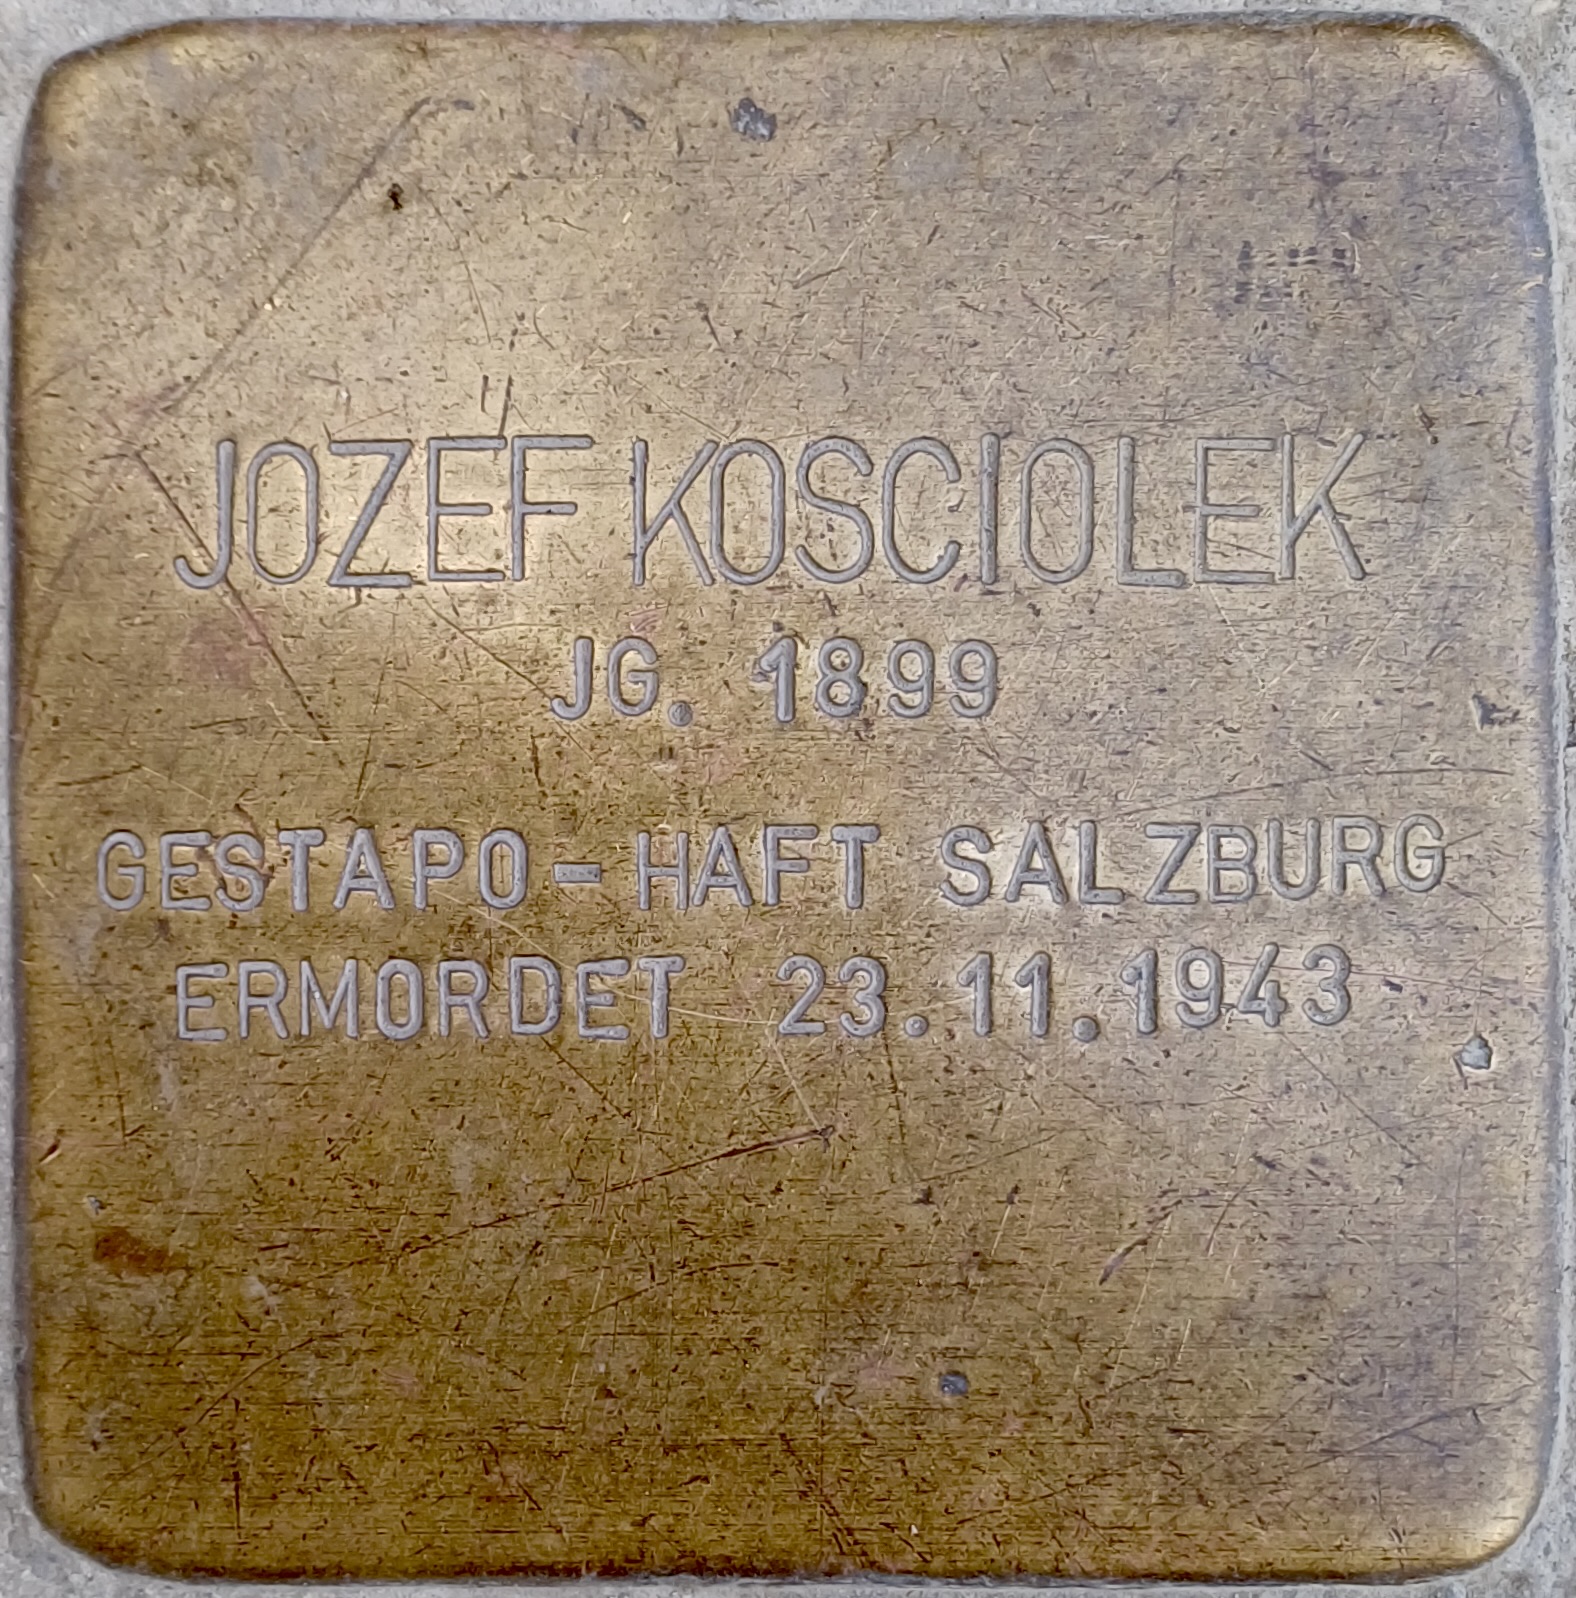 JOZEF KOSCIOLEK
JG. 1899
GESTAPO-HAFT SALZBURG
ERMORDET 23.11.1943